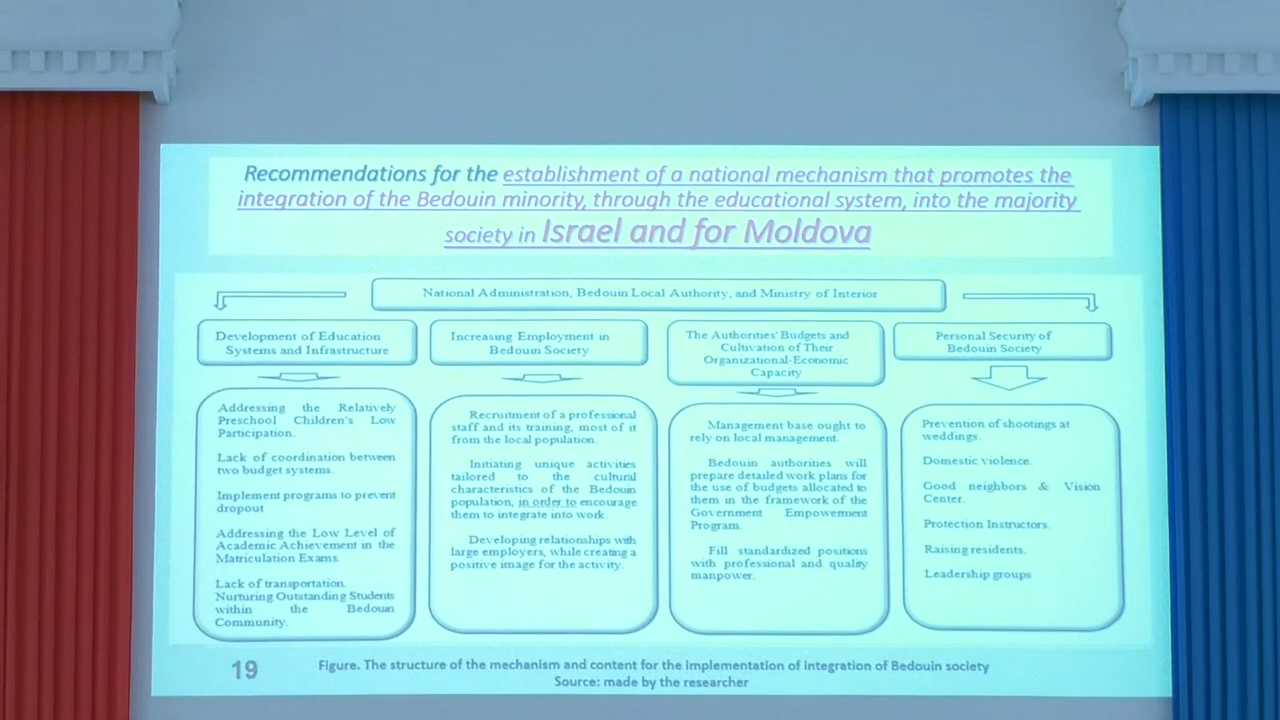 Recommendations for the establishment of a national mechanism that promotes the
integration of the Bedouin minority, through the educational system, into the majority
society in Israel and for Moldova
National Administration, Bedouin Local Authority, and Ministry of Interior
Development of Education
Systems and Infrastructure
Addressing the Relatively
Preschool Children's Low
Participation.
Lack of coordination between
two budget systems.
Implement programs to prevent
dropout
Addressing the Low Level of
Academic Achievement in the
Matriculation Exams.
Lack of transportation.
Nurturing Outstanding Students
within the Bedouin
Community.
Increasing Employment in
Bedouin Society
Recruitment of a professional
staff and its training, most of it
from the local population.
Initiating unique activities
tailored to the cultural
characteristics of the Bedouin
population, in order to encourage
them to integrate into work.
Developing relationships with
large employers, while creating a
positive image for the activity.
The Authorities' Budgets and
Cultivation of Their
Organizational-Economic
Capacity
Management base ought to
rely on local management.
Bedouin authorities will
prepare detailed work plans for
the use of budgets allocated to
them in the framework of the
Government Empowerment
Program.
Fill standardized positions
with professional and quality
manpower.
Personal Security of
Bedouin Society
Prevention of shootings at
weddings.
Domestic violence.
Good neighbors & Vision
Center.
Protection Instructors.
Raising residents.
Leadership groups
19
Figure. The structure of the mechanism and content for the implementation of integration of Bedouin society
Source: made by the researcher